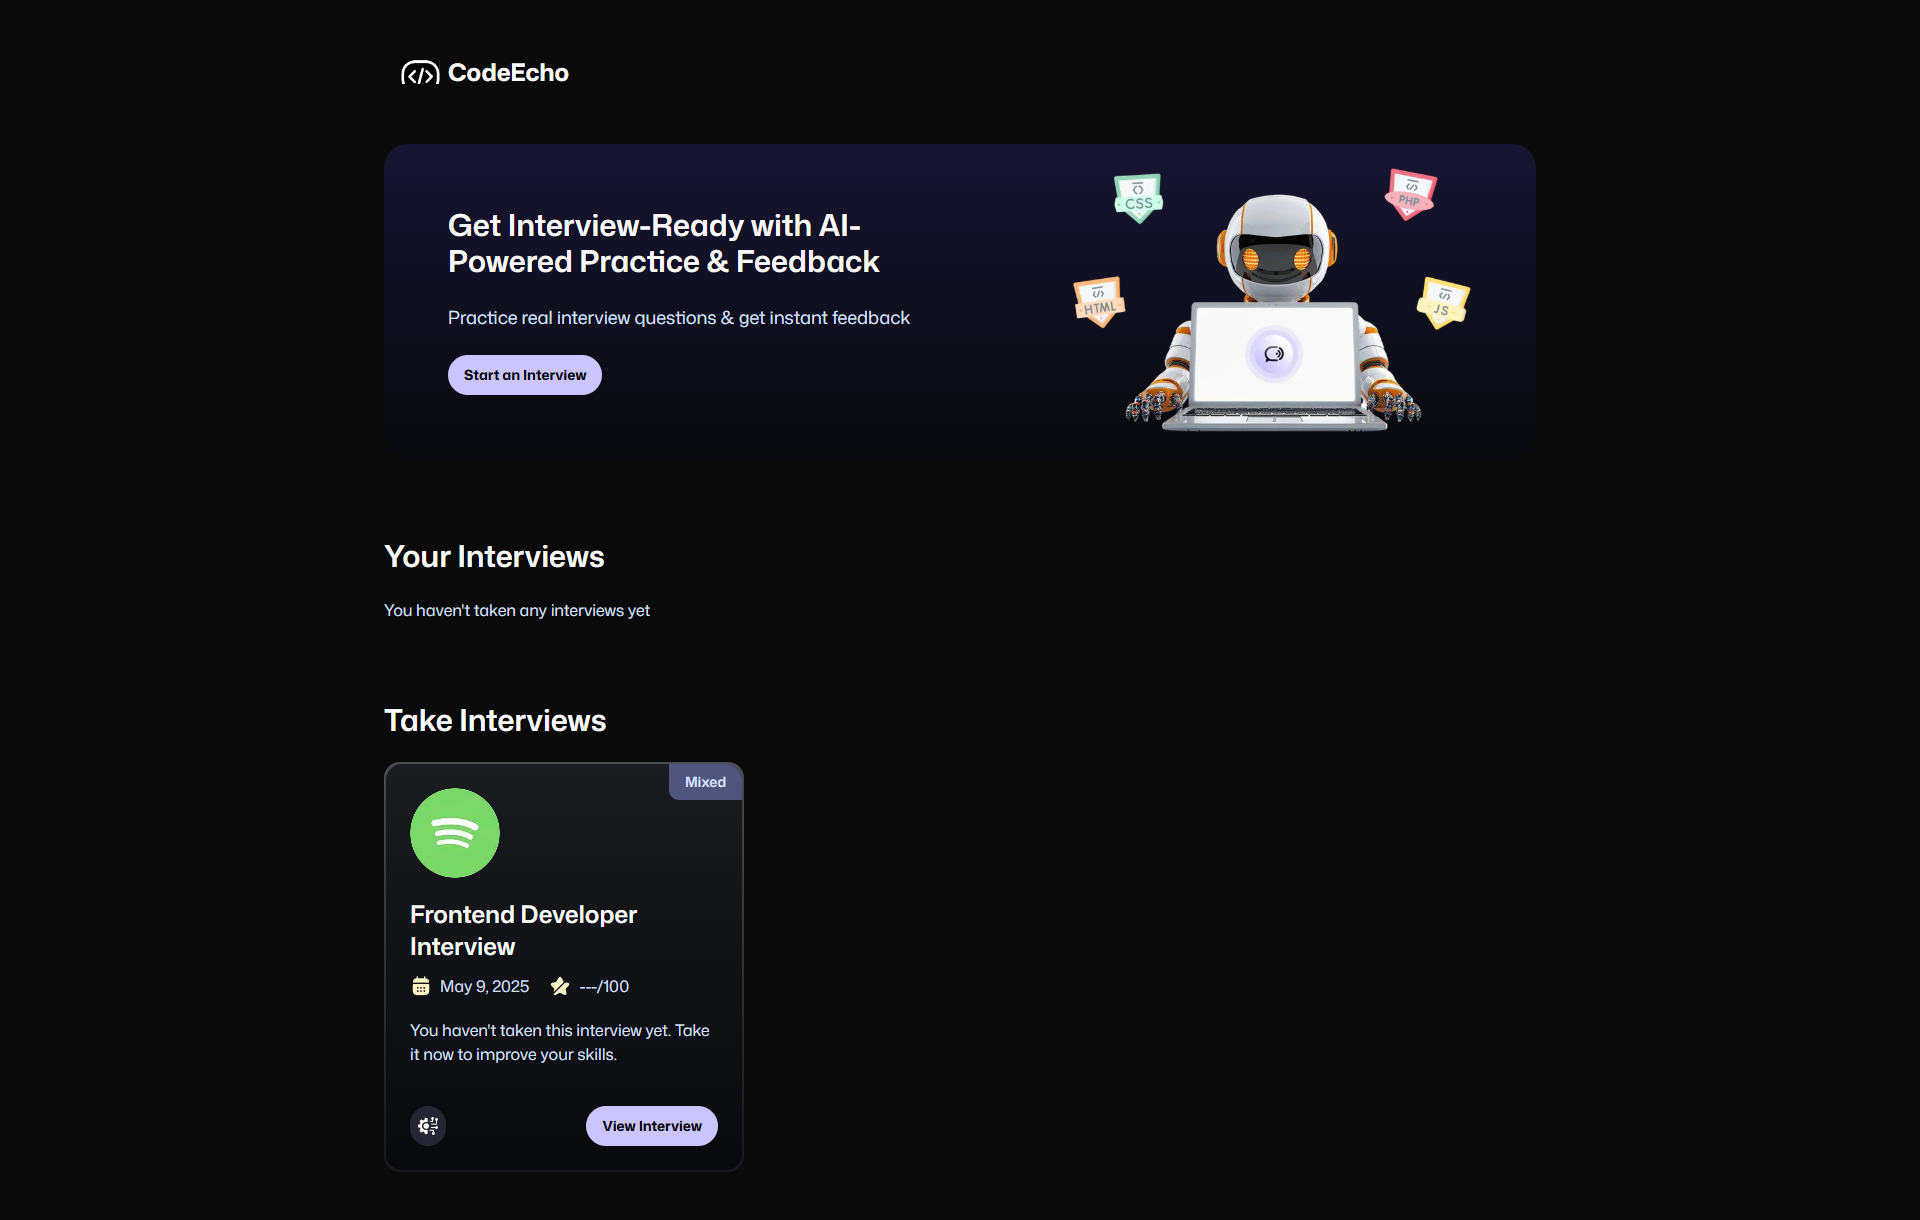 CodeEcho
Get Interview-Ready with AI-
Powered Practice & Feedback
Practice real interview questions & get instant feedback
Start an Interview
CSS
PHP
HTML
JS
Your Interviews
You haven't taken any interviews yet
Take Interviews
Mixed
Frontend Developer
Interview
May 9, 2025 ---/100
You haven't taken this interview yet. Take
it now to improve your skills.
View Interview